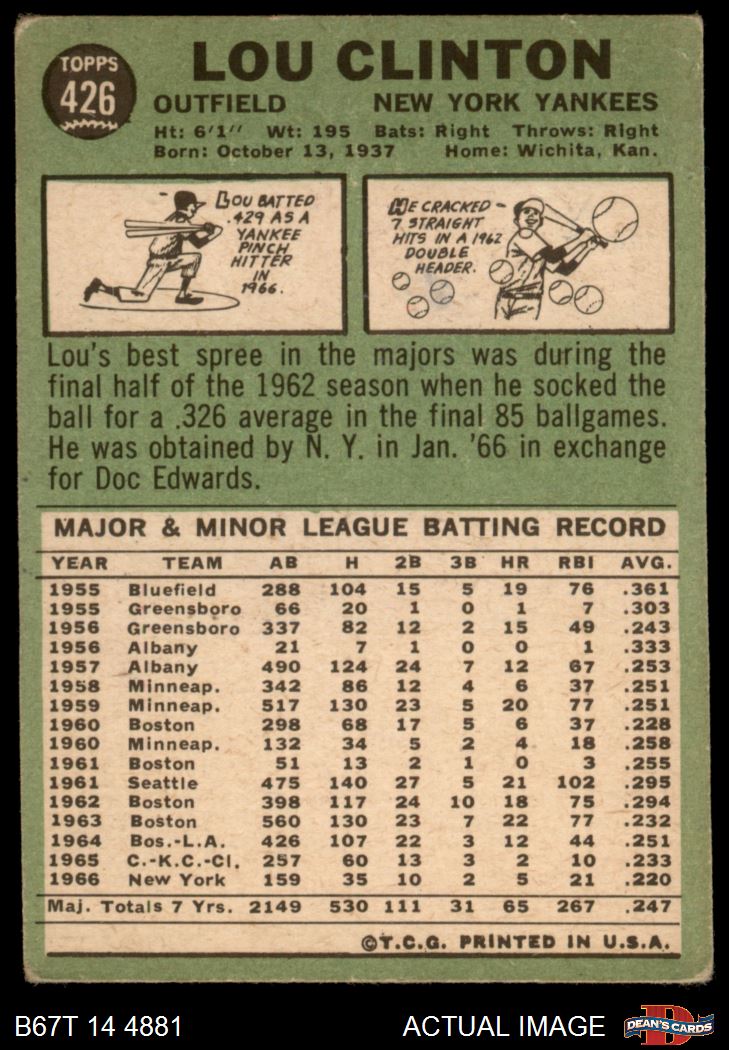 TOPPS
426
LOU CLINTON
OUTFIELD NEW YORK YANKEES
Ht: 6'1" Wt: 195 Bats: Right Throws: Right
Born: October 13, 1937 Home: Wichita, Kan.
LOU BATTED
.429 AS A
YANKEE
PINCH
HITTER
IN
1966.
HE CRACKED
7 STRAIGHT
HITS IN A 1962
DOUBLE
HEADER.
Lou's best spree in the majors was during the
final half of the 1962 season when he socked the
ball for a .326 average in the final 85 ballgames.
He was obtained by N. Y. in Jan. '66 in exchange
for Doc Edwards.
MAJOR & MINOR LEAGUE BATTING RECORD
YEAR TEAM AB H 2B 3B HR RBI AVG.
1955 Bluefield 288 104 15 5 19 76 .361
1955 Greensboro 66 20 1 0 1 7 .303
1956 Greensboro 337 82 12 2 15 49 .243
1956 Albany 21 7 1 0 0 1 .333
1957 Albany 490 124 24 7 12 67 .253
1958 Minneap. 342 86 12 4 6 37 .251
1959 Minneap. 517 130 23 5 20 77 .251
1960 Boston 298 68 17 5 6 37 .228
1960 Minneap. 132 34 5 2 4 18 .258
1961 Boston 51 13 2 1 0 3 .255
1961 Seattle 475 140 27 5 21 102 .295
1962 Boston 398 117 24 10 18 75 .294
1963 Boston 560 130 23 7 22 77 .232
1964 Bos.-L.A. 426 107 22 3 12 44 .251
1965 C.-K.C.-Cl. 257 60 13 3 2 10 .233
1966 New York 159 35 10 2 5 21 .220
Maj. Totals 7 Yrs. 2149 530 111 31 65 267 .247
©T.C.G. PRINTED IN U.S.A.
B67T 14 4881 ACTUAL IMAGE
D
DEAN'S CARDS